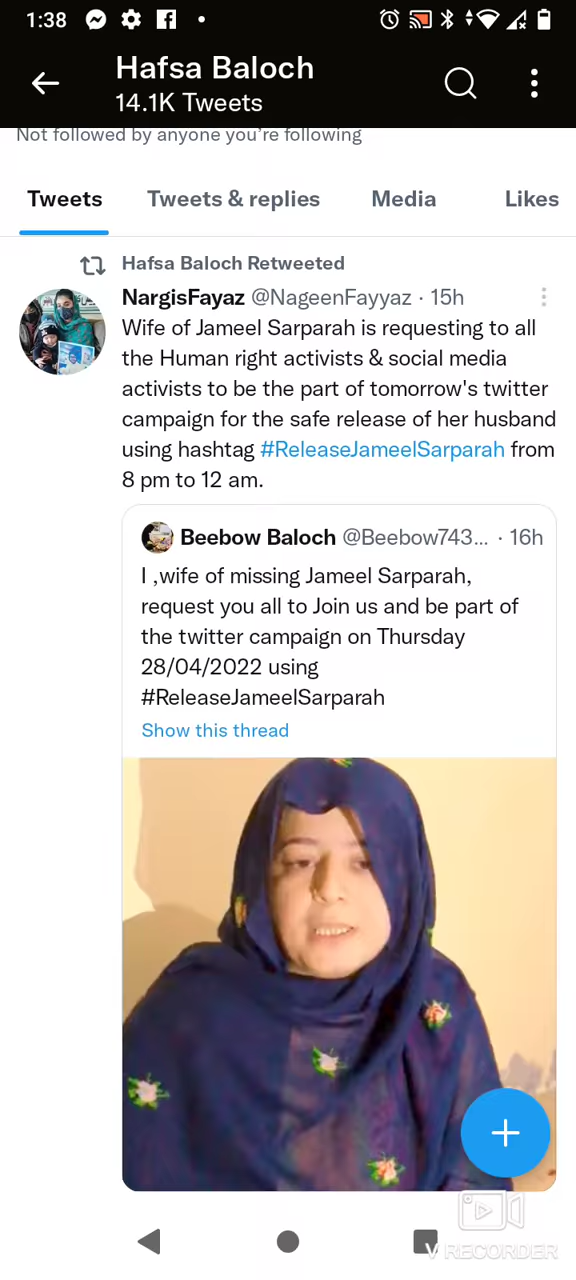 1:38
Hafsa Baloch
14.1K Tweets
Not followed by anyone you're following
Tweets Tweets & replies Media Likes
Hafsa Baloch Retweeted
NargisFayaz @NageenFayyaz · 15h
Wife of Jameel Sarparah is requesting to all
the Human right activists & social media
activists to be the part of tomorrow's twitter
campaign for the safe release of her husband
using hashtag #ReleaseJameelSarparah from
8 pm to 12 am.
Beebow Baloch @Beebow743... · 16h
I ,wife of missing Jameel Sarparah,
request you all to Join us and be part of
the twitter campaign on Thursday
28/04/2022 using
#ReleaseJameelSarparah
Show this thread
V RECORDER